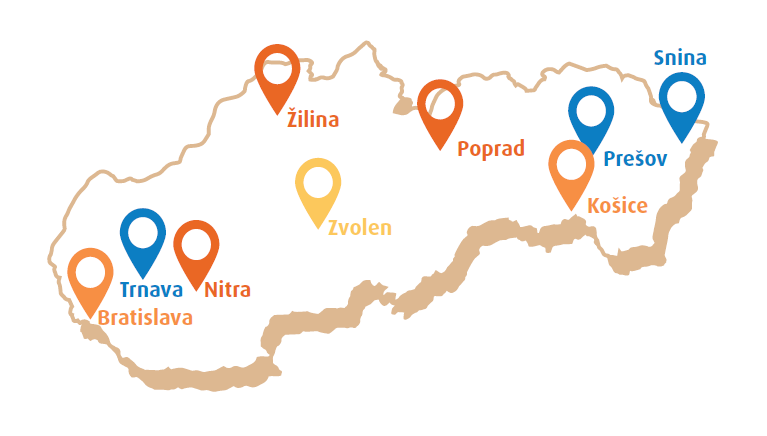 Snina
Žilina
Poprad
Prešov
Košice
Zvolen
Trnava
Nitra
Bratislava